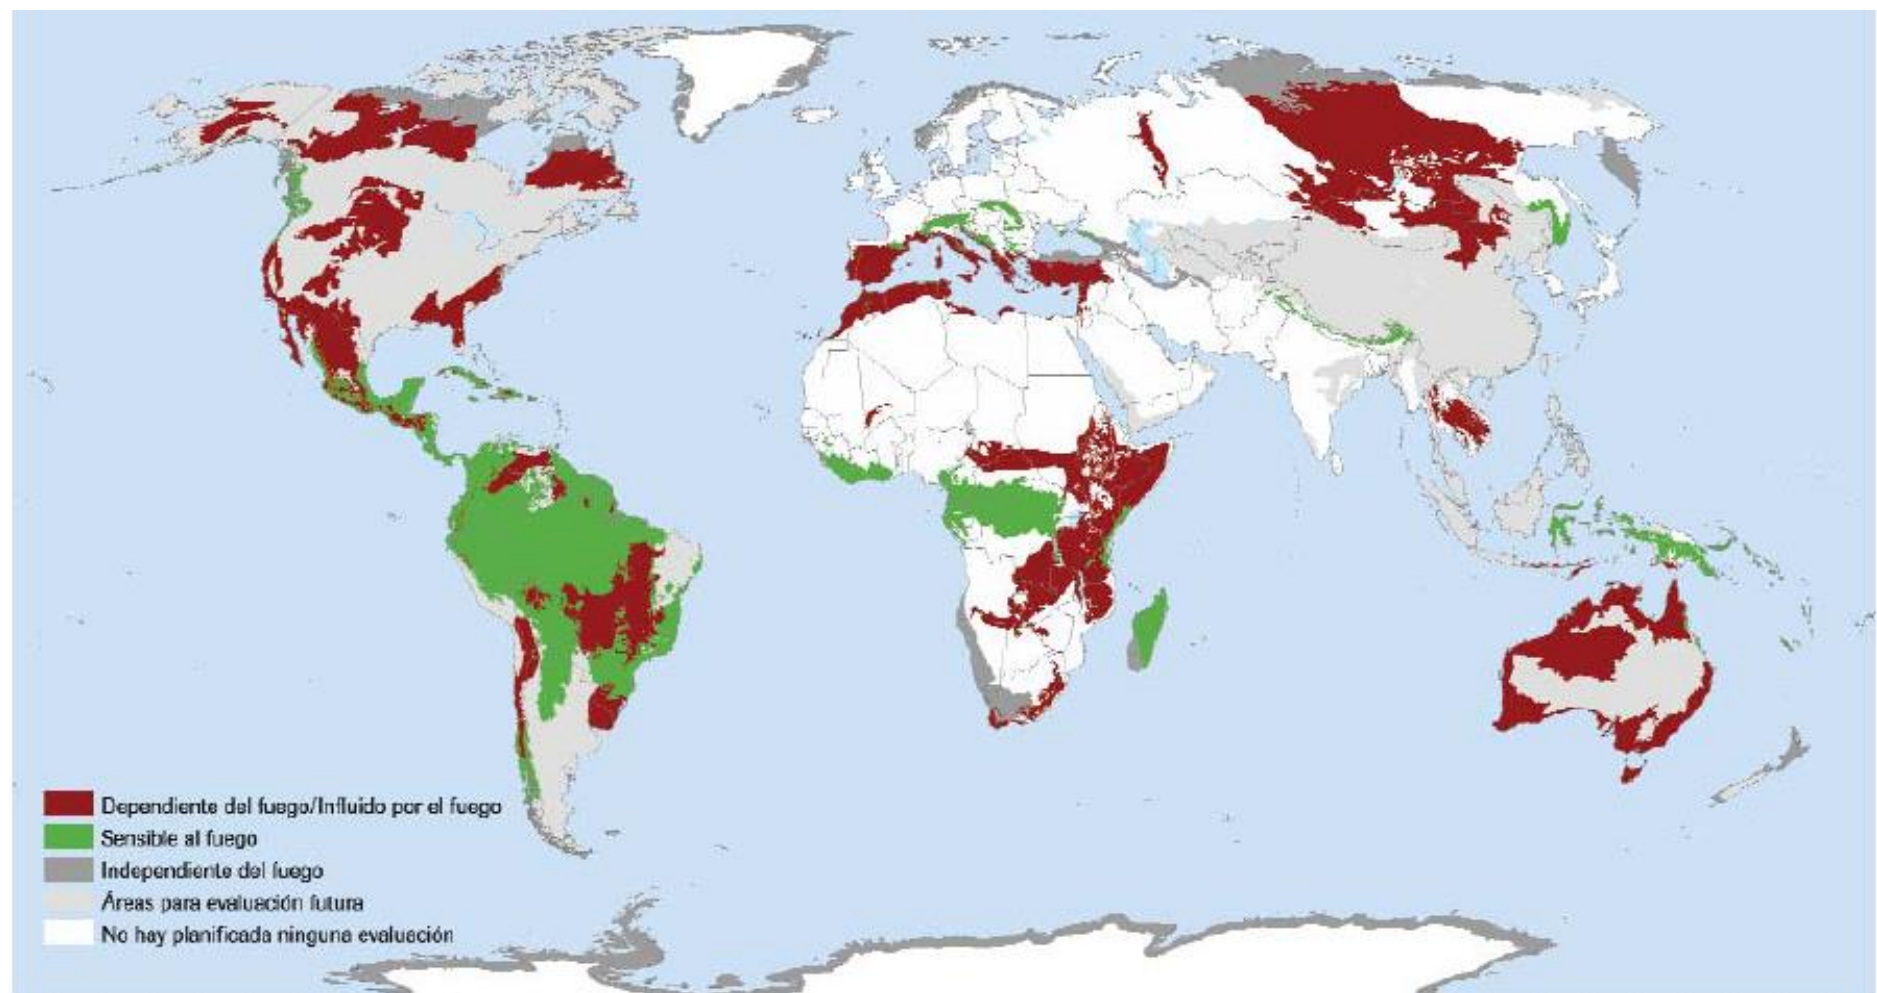 Dependiente del fuego/Influido por el fuego
Sensible al fuego
Independiente del fuego
Áreas para evaluación futura
No hay planificada ninguna evaluación